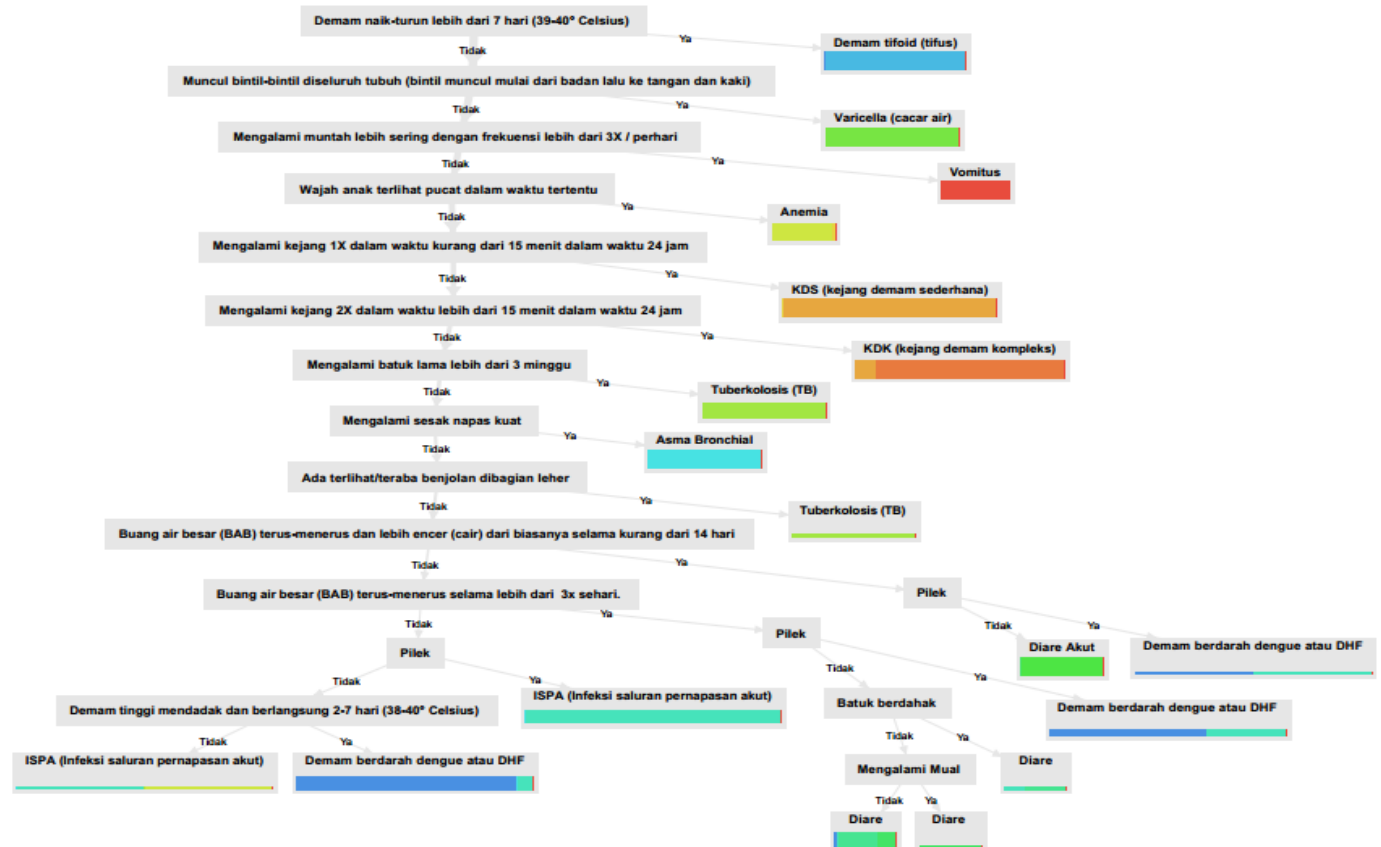 Demam naik-turun lebih dari 7 hari (39-40º Celsius)
Ya
Demam tifoid (tifus)
Tidak
Muncul bintil-bintil diseluruh tubuh (bintil muncul mulai dari badan lalu ke tangan dan kaki)
Ya
Varicella (cacar air)
Tidak
Mengalami muntah lebih sering dengan frekuensi lebih dari 3X / perhari
Ya
Vomitus
Tidak
Wajah anak terlihat pucat dalam waktu tertentu
Ya
Anemia
Tidak
Mengalami kejang 1X dalam waktu kurang dari 15 menit dalam waktu 24 jam
Ya
KDS (kejang demam sederhana)
Tidak
Mengalami kejang 2X dalam waktu lebih dari 15 menit dalam waktu 24 jam
Ya
KDK (kejang demam kompleks)
Tidak
Mengalami batuk lama lebih dari 3 minggu
Ya
Tuberkolosis (TB)
Tidak
Mengalami sesak napas kuat
Ya
Asma Bronchial
Tidak
Ada terlihat/teraba benjolan dibagian leher
Ya
Tuberkolosis (TB)
Tidak
Buang air besar (BAB) terus-menerus dan lebih encer (cair) dari biasanya selama kurang dari 14 hari
Ya
Pilek
Tidak
Ya
Diare Akut
Demam berdarah dengue atau DHF
Tidak
Buang air besar (BAB) terus-menerus selama lebih dari 3x sehari.
Ya
Pilek
Tidak
Ya
Batuk berdahak
Demam berdarah dengue atau DHF
Tidak
Ya
Mengalami Mual
Diare
Tidak
Ya
Diare
Diare
Tidak
Pilek
Tidak
Ya
ISPA (Infeksi saluran pernapasan akut)
Demam tinggi mendadak dan berlangsung 2-7 hari (38-40º Celsius)
Tidak
Ya
ISPA (Infeksi saluran pernapasan akut)
Demam berdarah dengue atau DHF